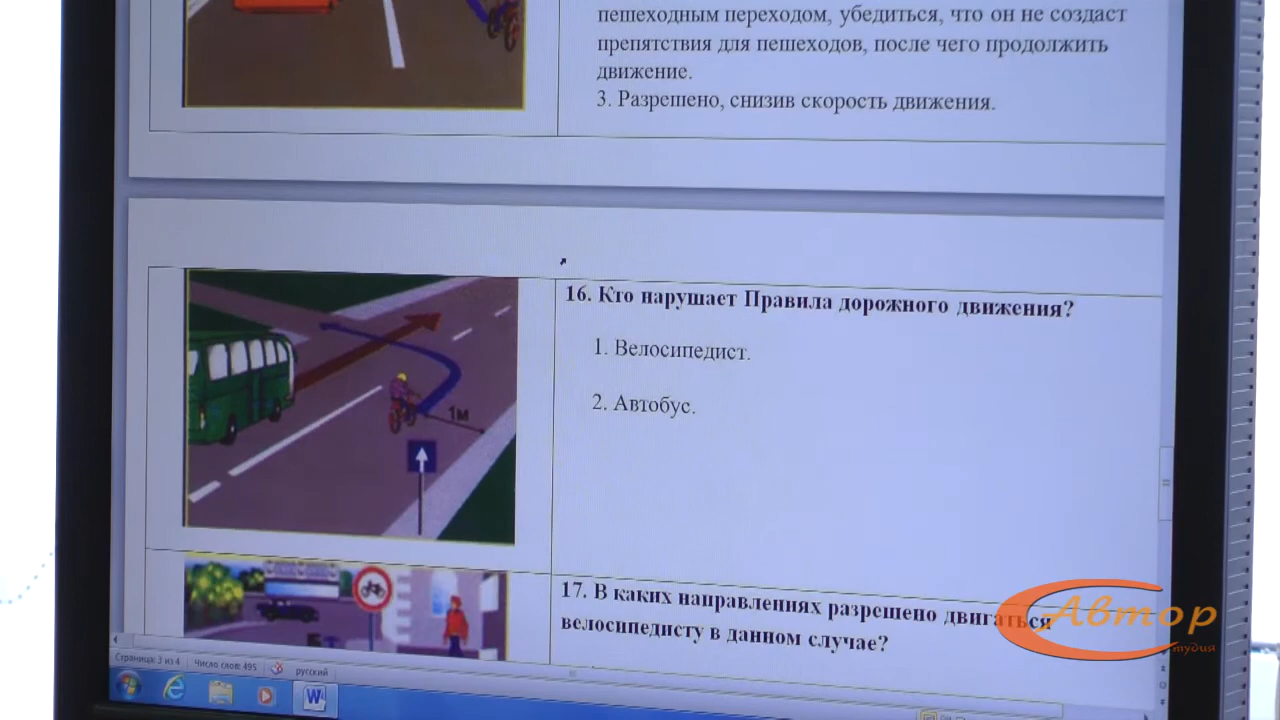 пешеходным переходом, убедиться, что он не создаст
препятствия для пешеходов, после чего продолжить
движение.
3. Разрешено, снизив скорость движения.
16. Кто нарушает Правила дорожного движения?
1. Велосипедист.
2. Автобус.
1м
17. В каких направлениях разрешено двигаться
велосипедисту в данном случае?
Б
Страница: 3 из 4
Число слов: 495
русский
Автор
студия